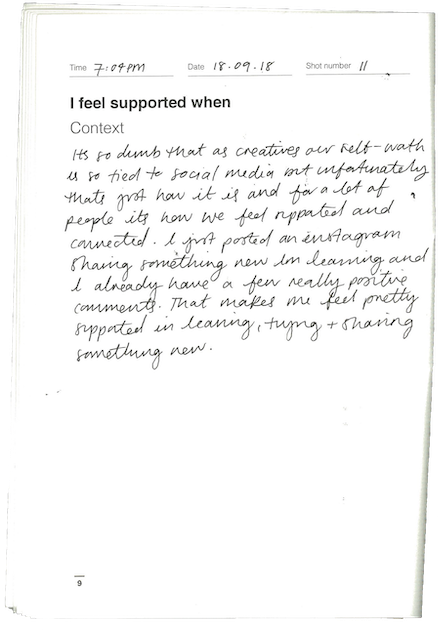 Time 7:04PM Date 18.09.18 Shot number 11
I feel supported when
Context
Its so dumb that as creatives our self-woth
is so tied to social media but unfortunately
thats just how it is and for a lot of
people its how we feel supported and
connected. I just posted an instagram
sharing something new im learning and
I already have a few really positive
comments. That makes me feel pretty
supported in learning, trying + sharing
something new.
9